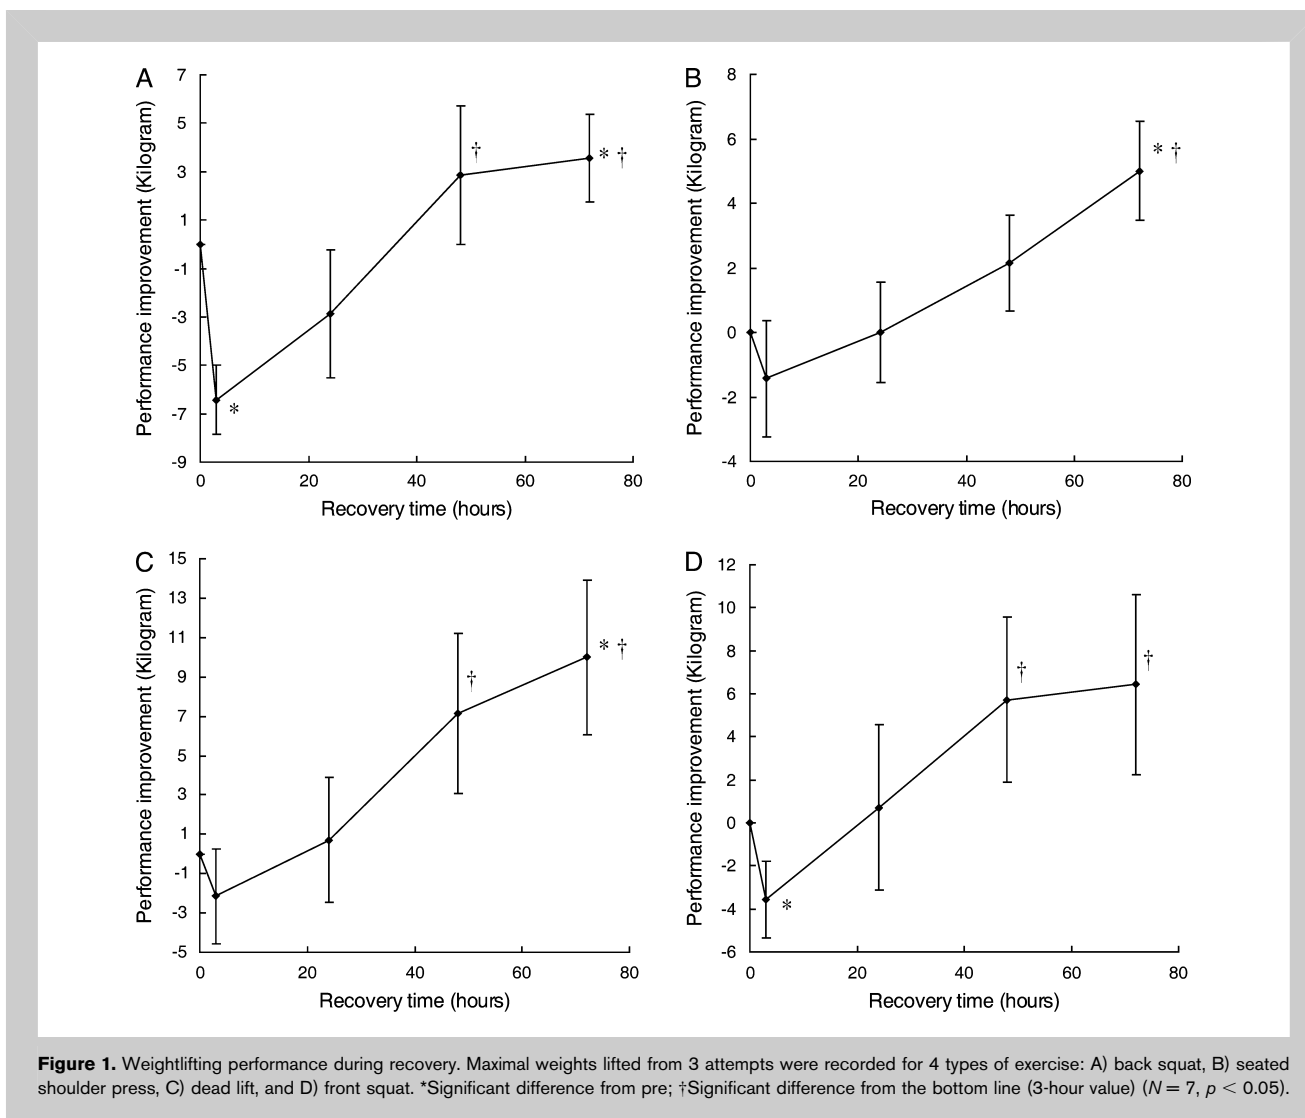 A
7
5
3
1
-1
-3
-5
-7
-9
Performance improvement (Kilogram)
*
†
* †
0 20 40 60 80
Recovery time (hours)
B
8
6
4
2
0
-2
-4
Performance improvement (Kilogram)
* †
0 20 40 60 80
Recovery time (hours)
C
15
13
11
9
7
5
3
1
-1
-3
-5
Performance improvement (Kilogram)
†
* †
0 20 40 60 80
Recovery time (hours)
D
12
10
8
6
4
2
0
-2
-4
-6
Performance improvement (Kilogram)
*
†
†
0 20 40 60 80
Recovery time (hours)
Figure 1. Weightlifting performance during recovery. Maximal weights lifted from 3 attempts were recorded for 4 types of exercise: A) back squat, B) seated
shoulder press, C) dead lift, and D) front squat. *Significant difference from pre; †Significant difference from the bottom line (3-hour value) (N = 7, p < 0.05).